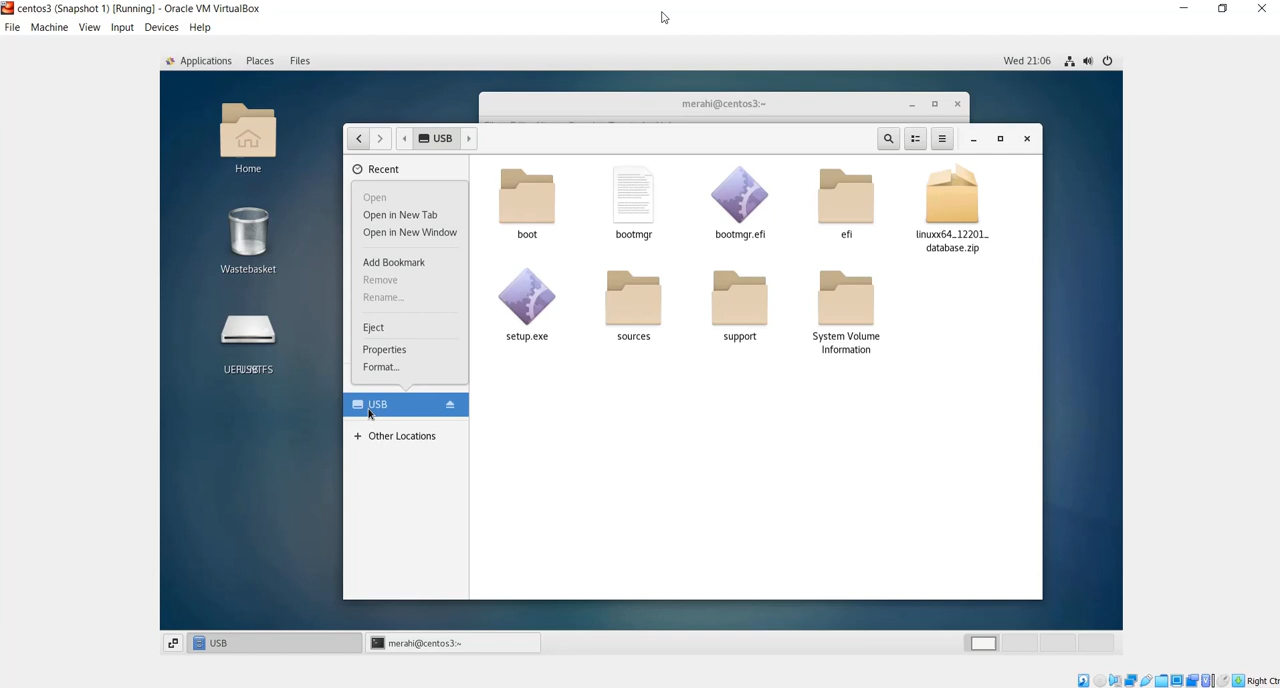 centos3 (Snapshot 1) [Running] - Oracle VM VirtualBox
File Machine View Input Devices Help
Applications Places Files
Wed 21:06
merahi@centos3:~
USB
Home
Wastebasket
Recent
Open
Open in New Tab
Open in New Window
Add Bookmark
Remove
Rename...
Eject
Properties
Format...
USB
+ Other Locations
boot
bootmgr
bootmgr.efi
efi
linuxx64_12201_
database.zip
setup.exe
sources
support
System Volume
Information
USB
merahi@centos3:~
Right Ctr